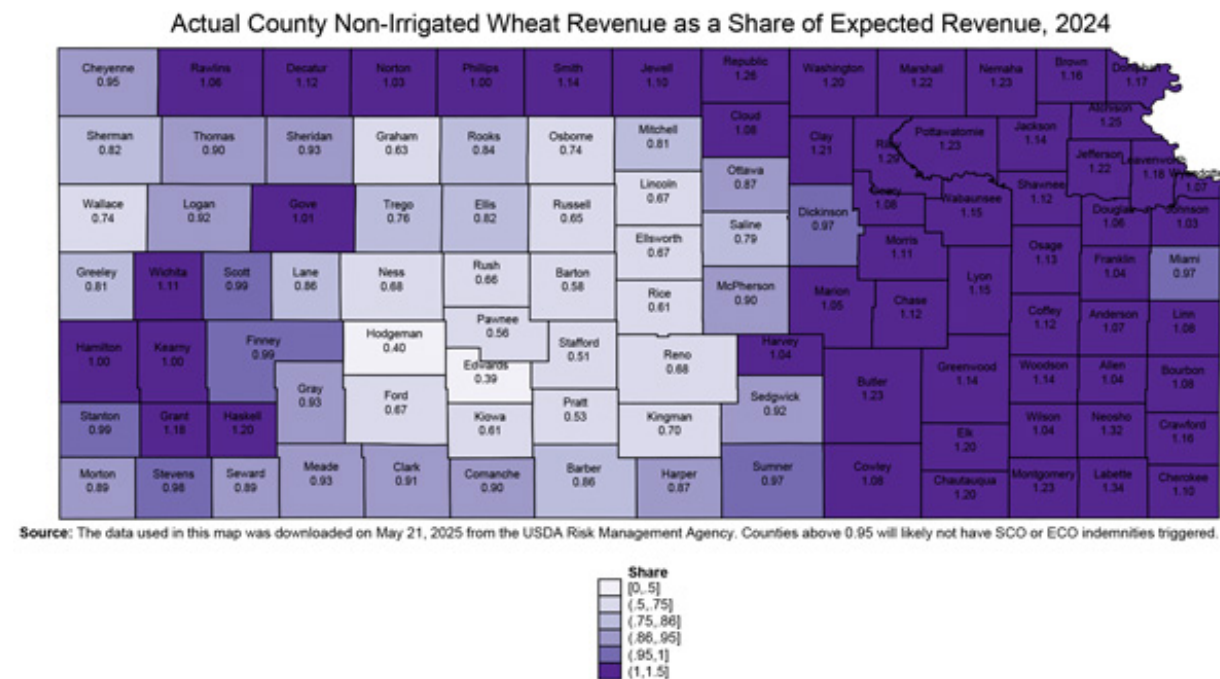 Actual County Non-Irrigated Wheat Revenue as a Share of Expected Revenue, 2024
Cheyenne
0.95
Rawlins
1.06
Decatur
1.12
Norton
1.03
Phillips
1.00
Smith
1.14
Jewell
1.10
Republic
1.26
Washington
1.20
Marshall
1.22
Nemaha
1.23
Brown
1.16
Doniphan
1.17
Atchison
1.25
Sherman
0.82
Thomas
0.90
Sheridan
0.93
Graham
0.63
Rooks
0.84
Osborne
0.74
Mitchell
0.81
Cloud
1.06
Clay
1.21
Riley
1.29
Pottawatomie
1.23
Jackson
1.14
Jefferson
1.22
Leavenworth
1.18
Wyandotte
1.07
Wallace
0.74
Logan
0.92
Gove
1.01
Trego
0.76
Ellis
0.82
Russell
0.65
Lincoln
0.67
Ottawa
0.87
Saline
0.79
Dickinson
0.97
Geary
1.08
Wabaunsee
1.15
Shawnee
1.12
Douglas
1.06
Johnson
1.03
Greeley
0.81
Wichita
1.11
Scott
0.99
Lane
0.86
Ness
0.68
Rush
0.66
Barton
0.58
Ellsworth
0.67
Rice
0.61
McPherson
0.90
Marion
1.05
Morris
1.11
Chase
1.12
Lyon
1.15
Osage
1.13
Franklin
1.04
Miami
0.97
Hamilton
1.00
Kearny
1.00
Finney
0.99
Hodgeman
0.40
Pawnee
0.56
Edwards
0.39
Stafford
0.51
Reno
0.68
Harvey
1.04
Coffey
1.12
Anderson
1.07
Linn
1.08
Stanton
0.99
Grant
1.18
Haskell
1.20
Gray
0.93
Ford
0.67
Kiowa
0.61
Pratt
0.53
Kingman
0.70
Sedgwick
0.92
Butler
1.23
Greenwood
1.14
Woodson
1.14
Allen
1.04
Bourbon
1.08
Elk
1.20
Wilson
1.04
Neosho
1.32
Crawford
1.16
Morton
0.89
Stevens
0.98
Seward
0.89
Meade
0.93
Clark
0.91
Comanche
0.90
Barber
0.86
Harper
0.87
Sumner
0.97
Cowley
1.08
Chautauqua
1.20
Montgomery
1.23
Labette
1.34
Cherokee
1.10
Source: The data used in this map was downloaded on May 21, 2025 from the USDA Risk Management Agency. Counties above 0.95 will likely not have SCO or ECO indemnities triggered.
Share
[0,.5]
(.5,.75]
(.75,.86]
(.86,.95]
(.95,1]
(1,1.5]